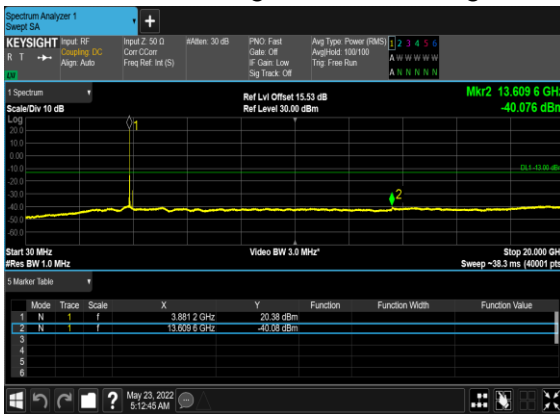 Spectrum Analyzer 1
Swept SA
+
KEYSIGHT Input: RF Input Z: 50 Ω #Atten: 30 dB PNO: Fast Avg Type: Power (RMS) 1 2 3 4 5 6
R T Coupling: DC Corr CCorr Gate: Off Avg|Hold: 100/100 A W W W W W
Align: Auto Freq Ref: Int (S) IF Gain: Low Trig: Free Run
Sig Track: Off A N N N N N
1 Spectrum Ref Lvl Offset 15.53 dB Mkr2 13.609 6 GHz
Scale/Div 10 dB Ref Level 30.00 dBm -40.076 dBm
Log
20.0 1
10.0
0.00
-10.0 DL1 -13.00 dBm
-20.0
-30.0 2
-40.0
-50.0
-60.0
Start 30 MHz Video BW 3.0 MHz* Stop 20.000 GHz
#Res BW 1.0 MHz Sweep ~38.3 ms (40001 pts)
5 Marker Table
Mode Trace Scale X Y Function Function Width Function Value
1 N 1 f 3.881 2 GHz 20.38 dBm
2 N 1 f 13.609 6 GHz -40.08 dBm
3
4
5
6
? May 23, 2022
5:12:45 AM